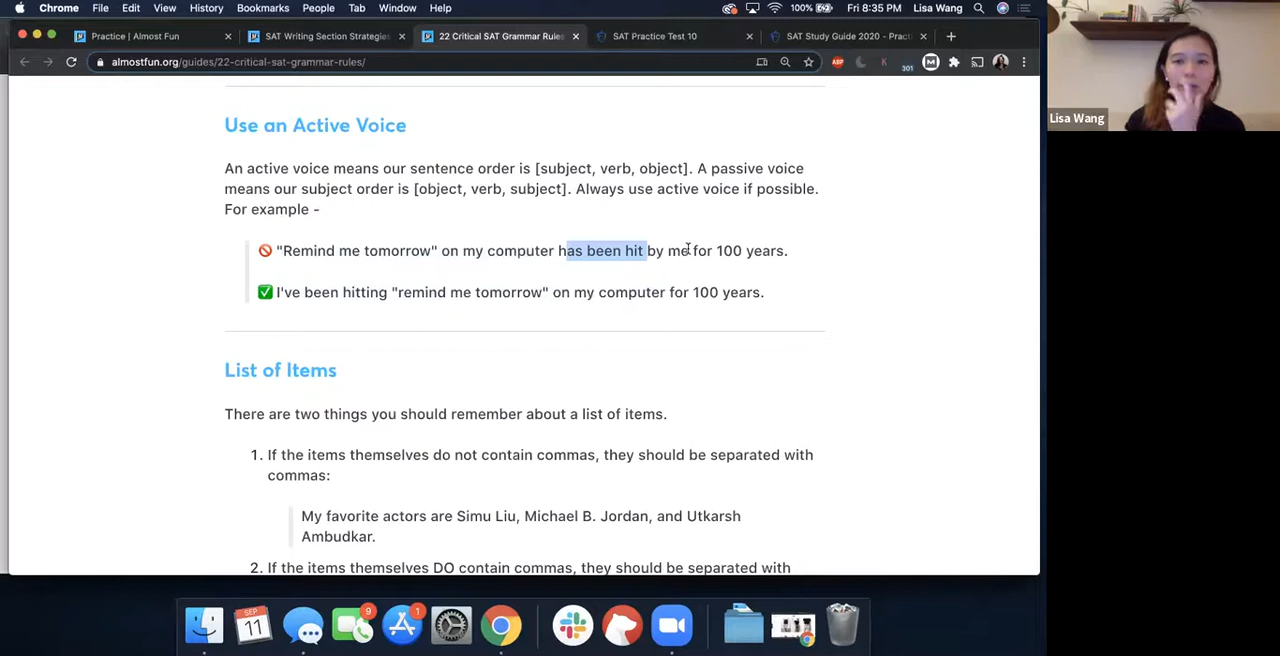 Chrome File Edit View History Bookmarks People Tab Window Help 100% Fri 8:35 PM Lisa Wang
Practice | Almost Fun SAT Writing Section Strategies 22 Critical SAT Grammar Rules SAT Practice Test 10 SAT Study Guide 2020 - Pract
almostfun.org/guides/22-critical-sat-grammar-rules/ ABP K 301 M
Lisa Wang
Use an Active Voice
An active voice means our sentence order is [subject, verb, object]. A passive voice
means our subject order is [object, verb, subject]. Always use active voice if possible.
For example -
"Remind me tomorrow" on my computer has been hit by me for 100 years.
I've been hitting "remind me tomorrow" on my computer for 100 years.
List of Items
There are two things you should remember about a list of items.
1. If the items themselves do not contain commas, they should be separated with
commas:
My favorite actors are Simu Liu, Michael B. Jordan, and Utkarsh
Ambudkar.
2. If the items themselves DO contain commas, they should be separated with
SEP
11
9
1